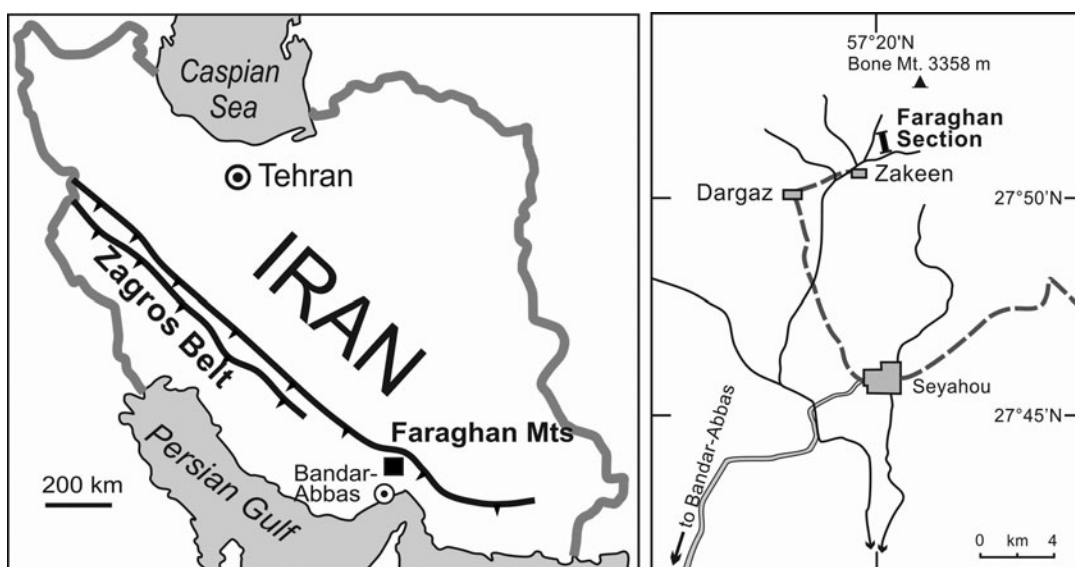 Caspian
Sea
Tehran
IRAN
Zagros Belt
Faraghan Mts
Bandar-
Abbas
200 km
Persian Gulf
57°20'N
Bone Mt. 3358 m
Faraghan
Section
Zakeen
Dargaz
27°50'N
Seyahou
27°45'N
to Bandar-Abbas
0 km 4